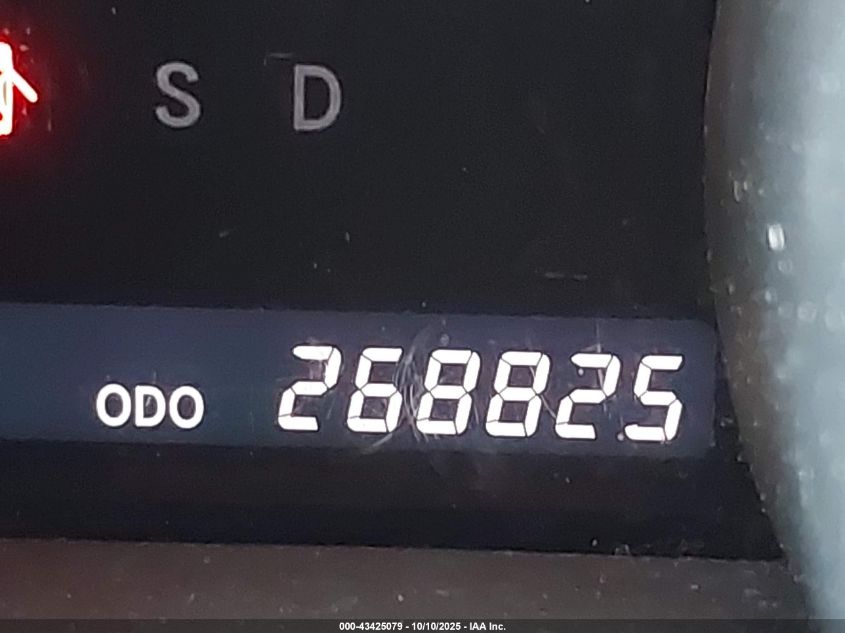 S D
ODO 268825
000-43425079 - 10/10/2025 - IAA Inc.